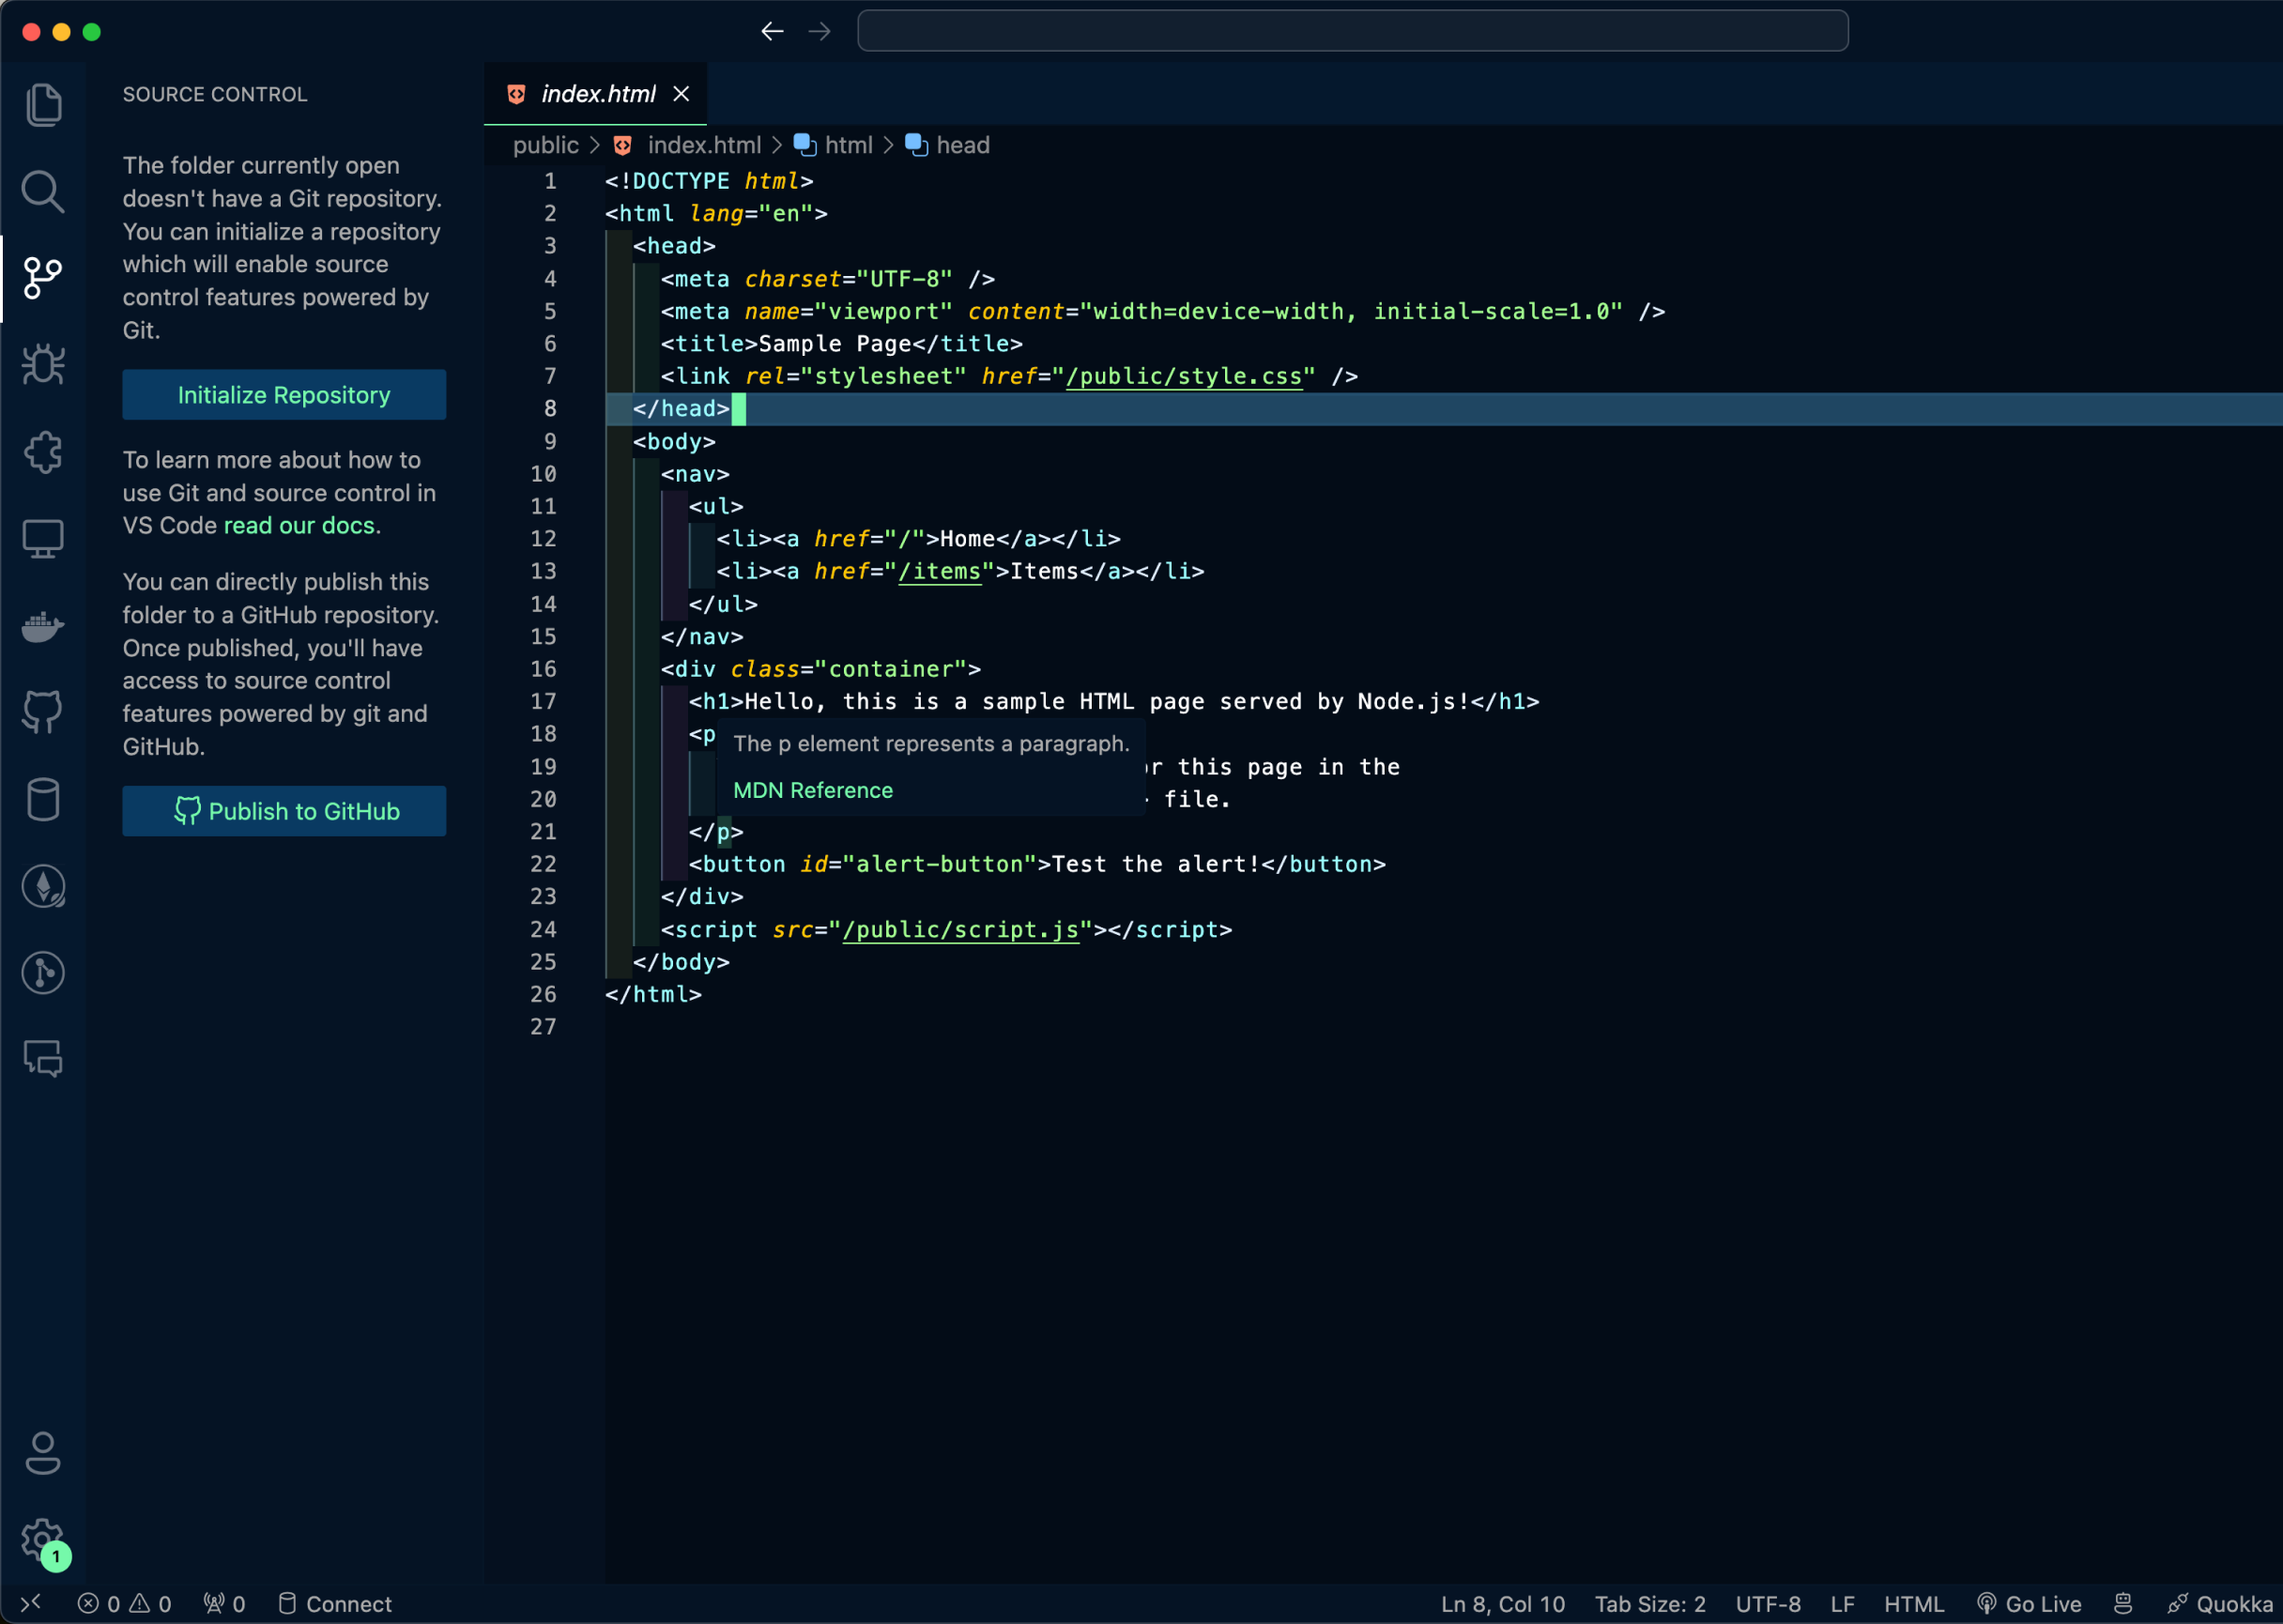 SOURCE CONTROL
The folder currently open
doesn't have a Git repository.
You can initialize a repository
which will enable source
control features powered by
Git.
Initialize Repository
To learn more about how to
use Git and source control in
VS Code read our docs.
You can directly publish this
folder to a GitHub repository.
Once published, you'll have
access to source control
features powered by git and
GitHub.
Publish to GitHub
1
index.html
public > index.html > html > head
1 <!DOCTYPE html>
2 <html lang="en">
3 <head>
4 <meta charset="UTF-8" />
5 <meta name="viewport" content="width=device-width, initial-scale=1.0" />
6 <title>Sample Page</title>
7 <link rel="stylesheet" href="/public/style.css" />
8 </head>
9 <body>
10 <nav>
11 <ul>
12 <li><a href="/">Home</a></li>
13 <li><a href="/items">Items</a></li>
14 </ul>
15 </nav>
16 <div class="container">
17 <h1>Hello, this is a sample HTML page served by Node.js!</h1>
18 <p
The p element represents a paragraph.
MDN Reference
19 or this page in the
20 file.
21 </p>
22 <button id="alert-button">Test the alert!</button>
23 </div>
24 <script src="/public/script.js"></script>
25 </body>
26 </html>
27
0 0 0 Connect Ln 8, Col 10 Tab Size: 2 UTF-8 LF HTML Go Live Quokka